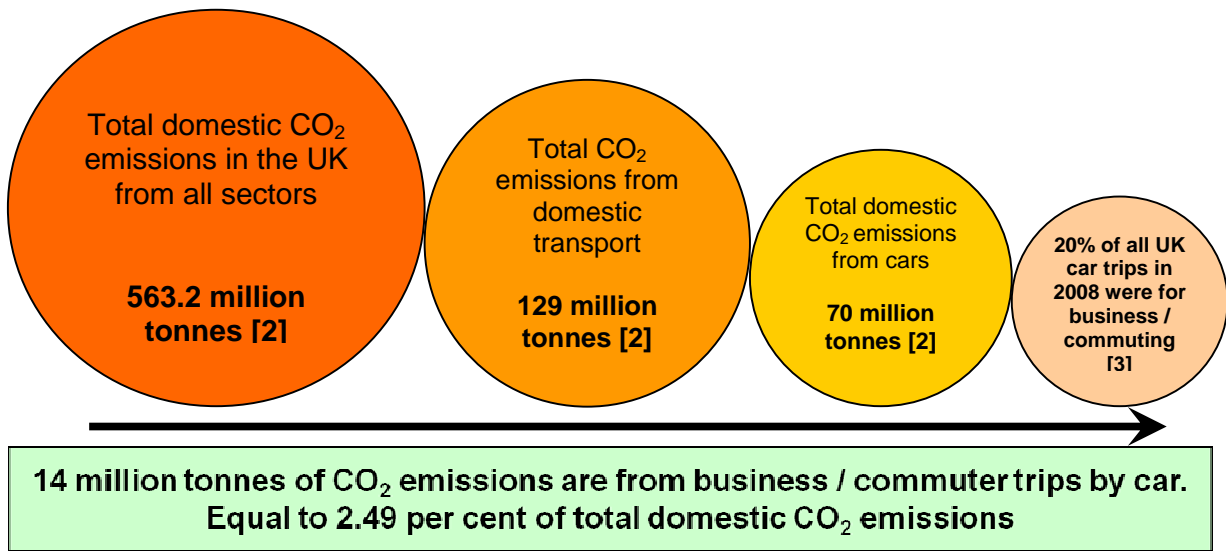 Total domestic CO₂
emissions in the UK
from all sectors
563.2 million
tonnes [2]
Total CO₂
emissions from
domestic
transport
129 million
tonnes [2]
Total domestic
CO₂ emissions
from cars
70 million
tonnes [2]
20% of all UK
car trips in
2008 were for
business /
commuting
[3]
14 million tonnes of CO₂ emissions are from business / commuter trips by car.
Equal to 2.49 per cent of total domestic CO₂ emissions